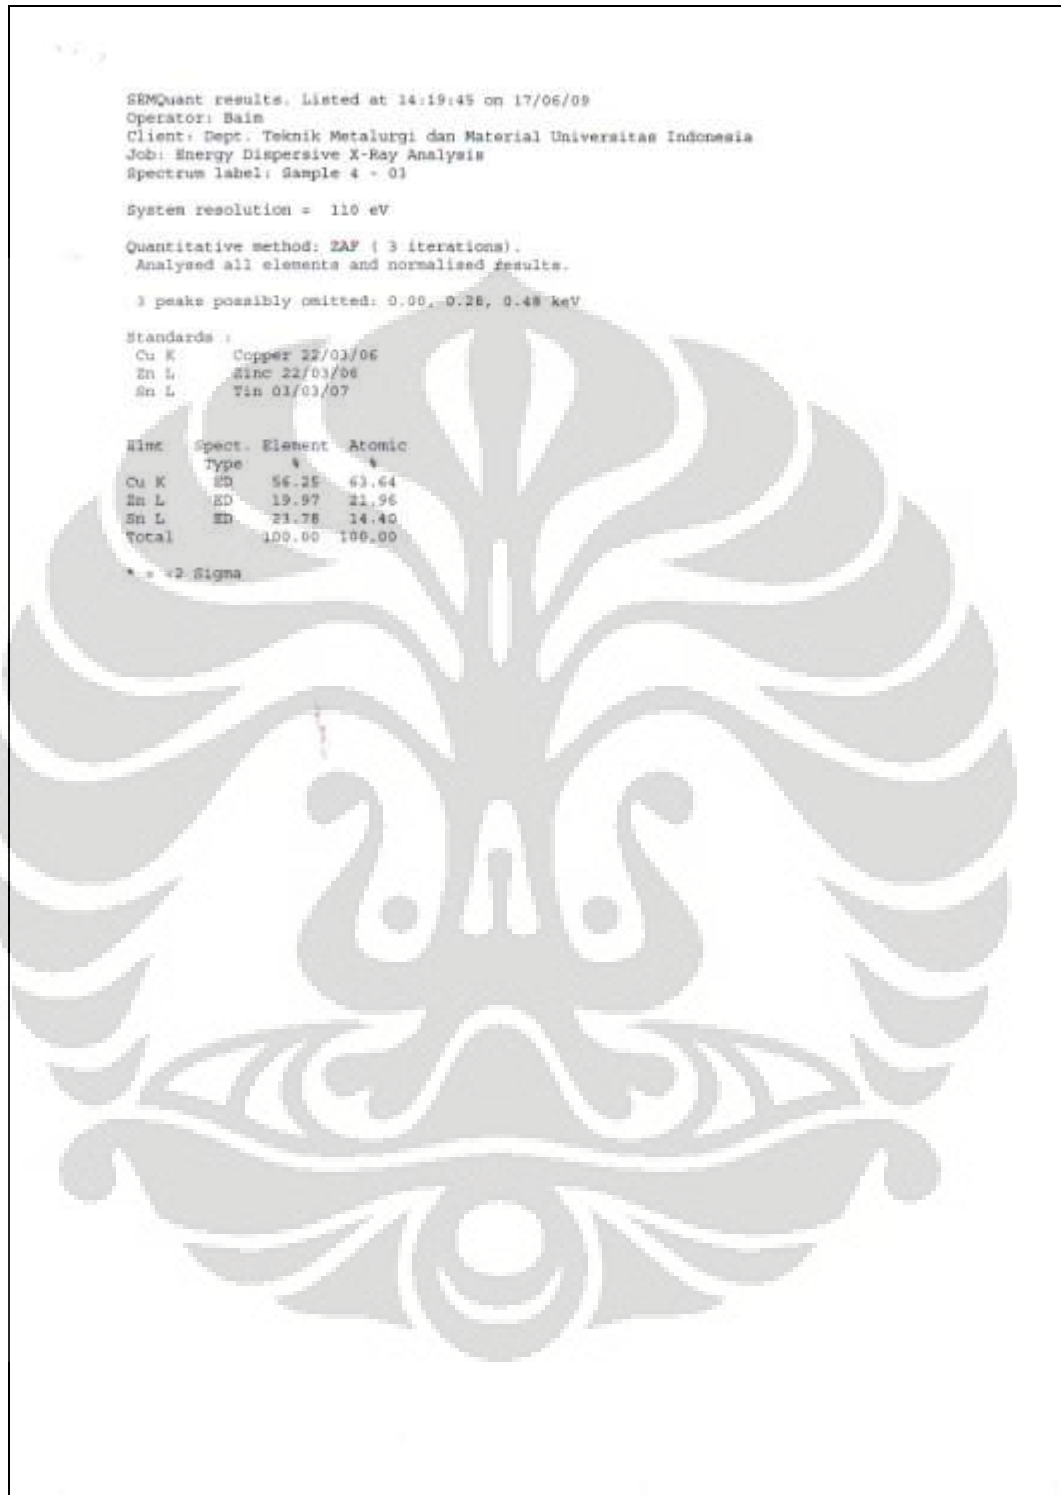 SEMQuant results. Listed at 14:19:45 on 17/06/09
Operator: Baim
Client: Dept. Teknik Metalurgi dan Material Universitas Indonesia
Job: Energy Dispersive X-Ray Analysis
Spectrum label: Sample 4 - 03

System resolution = 110 eV

Quantitative method: ZAF ( 3 iterations).
Analysed all elements and normalised results.

3 peaks possibly omitted: 0.00, 0.28, 0.48 keV

Standards :
Cu K Copper 22/03/06
Zn L Zinc 22/03/06
Sn L Tin 03/03/07

Elmt Spect. Element Atomic
Type % %
Cu K ED 56.25 63.64
Zn L ED 19.97 21.96
Sn L ED 23.78 14.40
Total 100.00 100.00

* = <2 Sigma